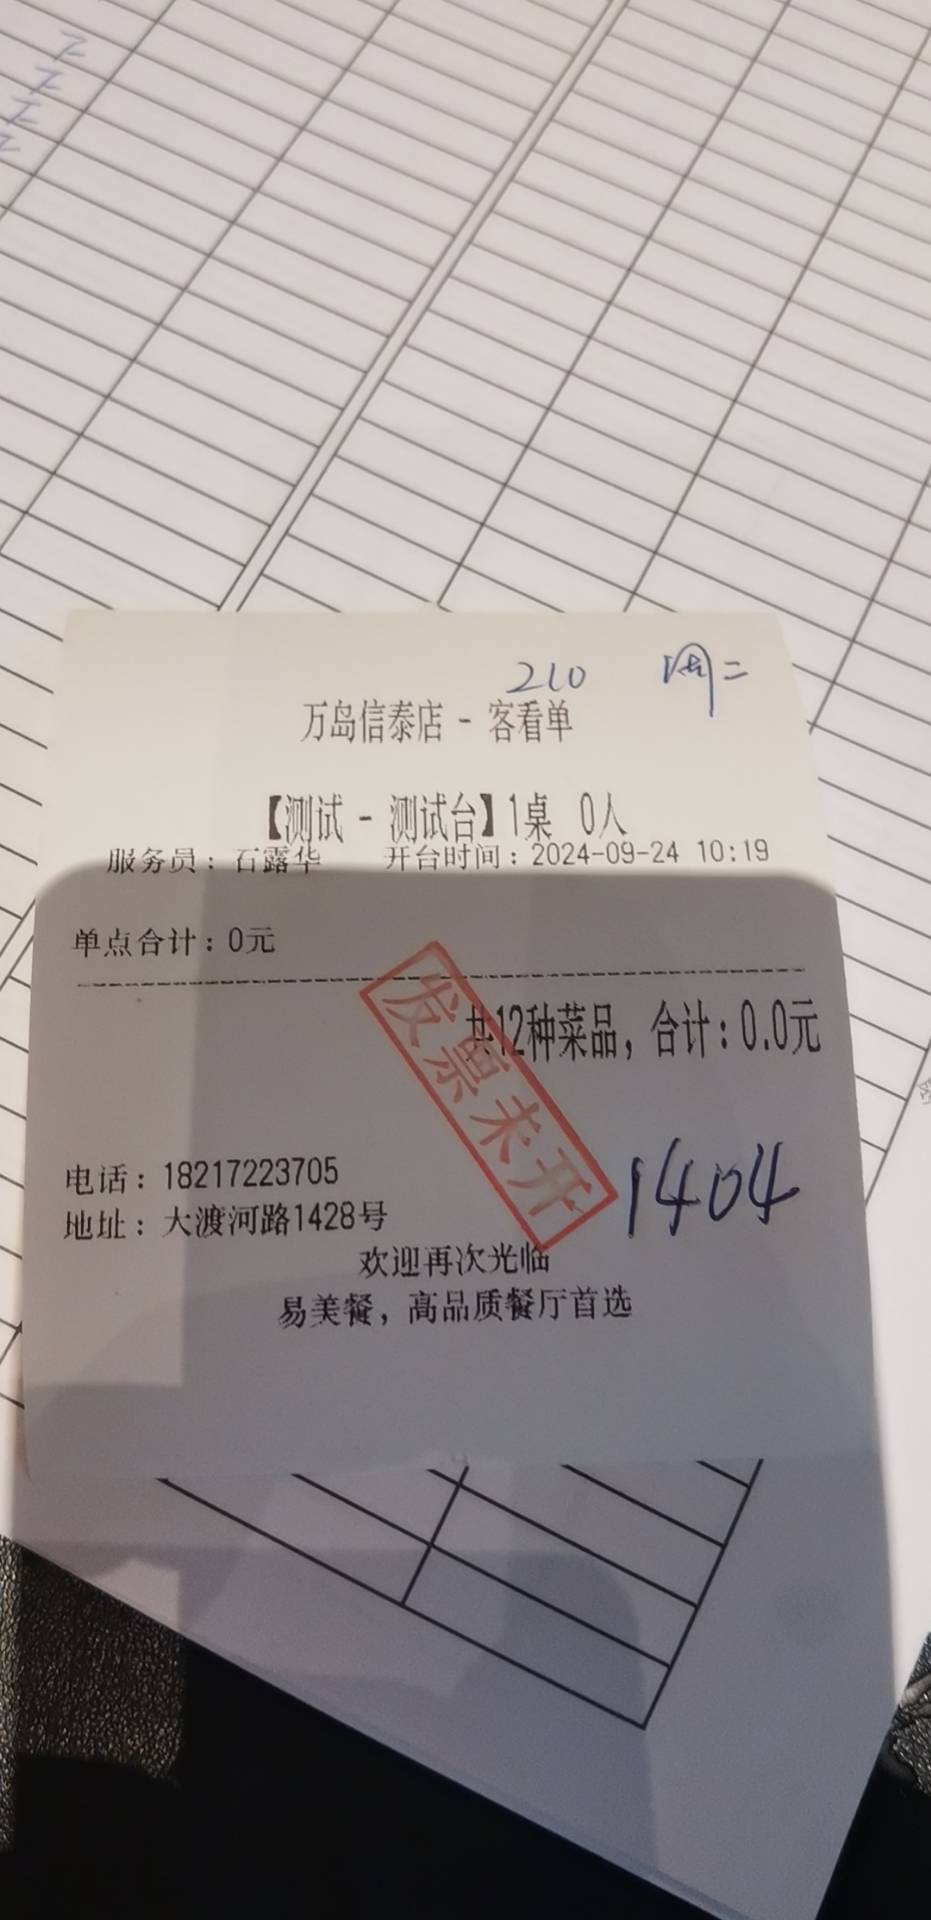 210 周二
万岛信泰店 - 客看单
【测试 - 测试台】1桌 0人
服务员：石露华 开台时间：2024-09-24 10:19
单点合计：0元
共12种菜品，合计：0.0元
发票未开
电话：18217223705
1404
地址：大渡河路1428号
欢迎再次光临
易美餐，高品质餐厅首选